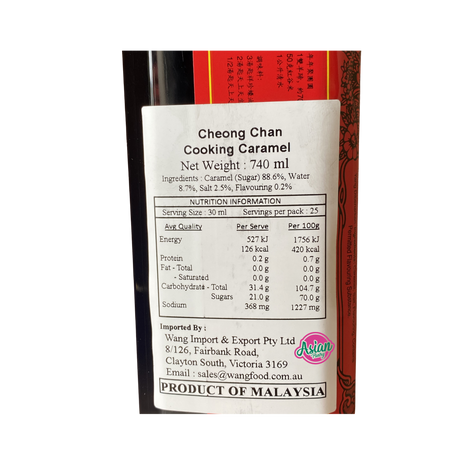 Cheong Chan
Cooking Caramel
Net Weight : 740 ml
Ingredients : Caramel (Sugar) 88.6%, Water
8.7%, Salt 2.5%, Flavouring 0.2%
NUTRITION INFORMATION
Serving Size : 30 ml Servings per pack : 25
Avg Quality Per Serve Per 100g
Energy 527 kJ 1756 kJ
126 kcal 420 kcal
Protein 0.2 g 0.7 g
Fat - Total 0.0 g 0.0 g
- Saturated 0.0 g 0.0 g
Carbohydrate - Total 31.4 g 104.7 g
Sugars 21.0 g 70.0 g
Sodium 368 mg 1227 mg
Imported By :
Wang Import & Export Pty Ltd
8/126, Fairbank Road,
Clayton South, Victoria 3169
Email : sales@wangfood.com.au
PRODUCT OF MALAYSIA
Asian